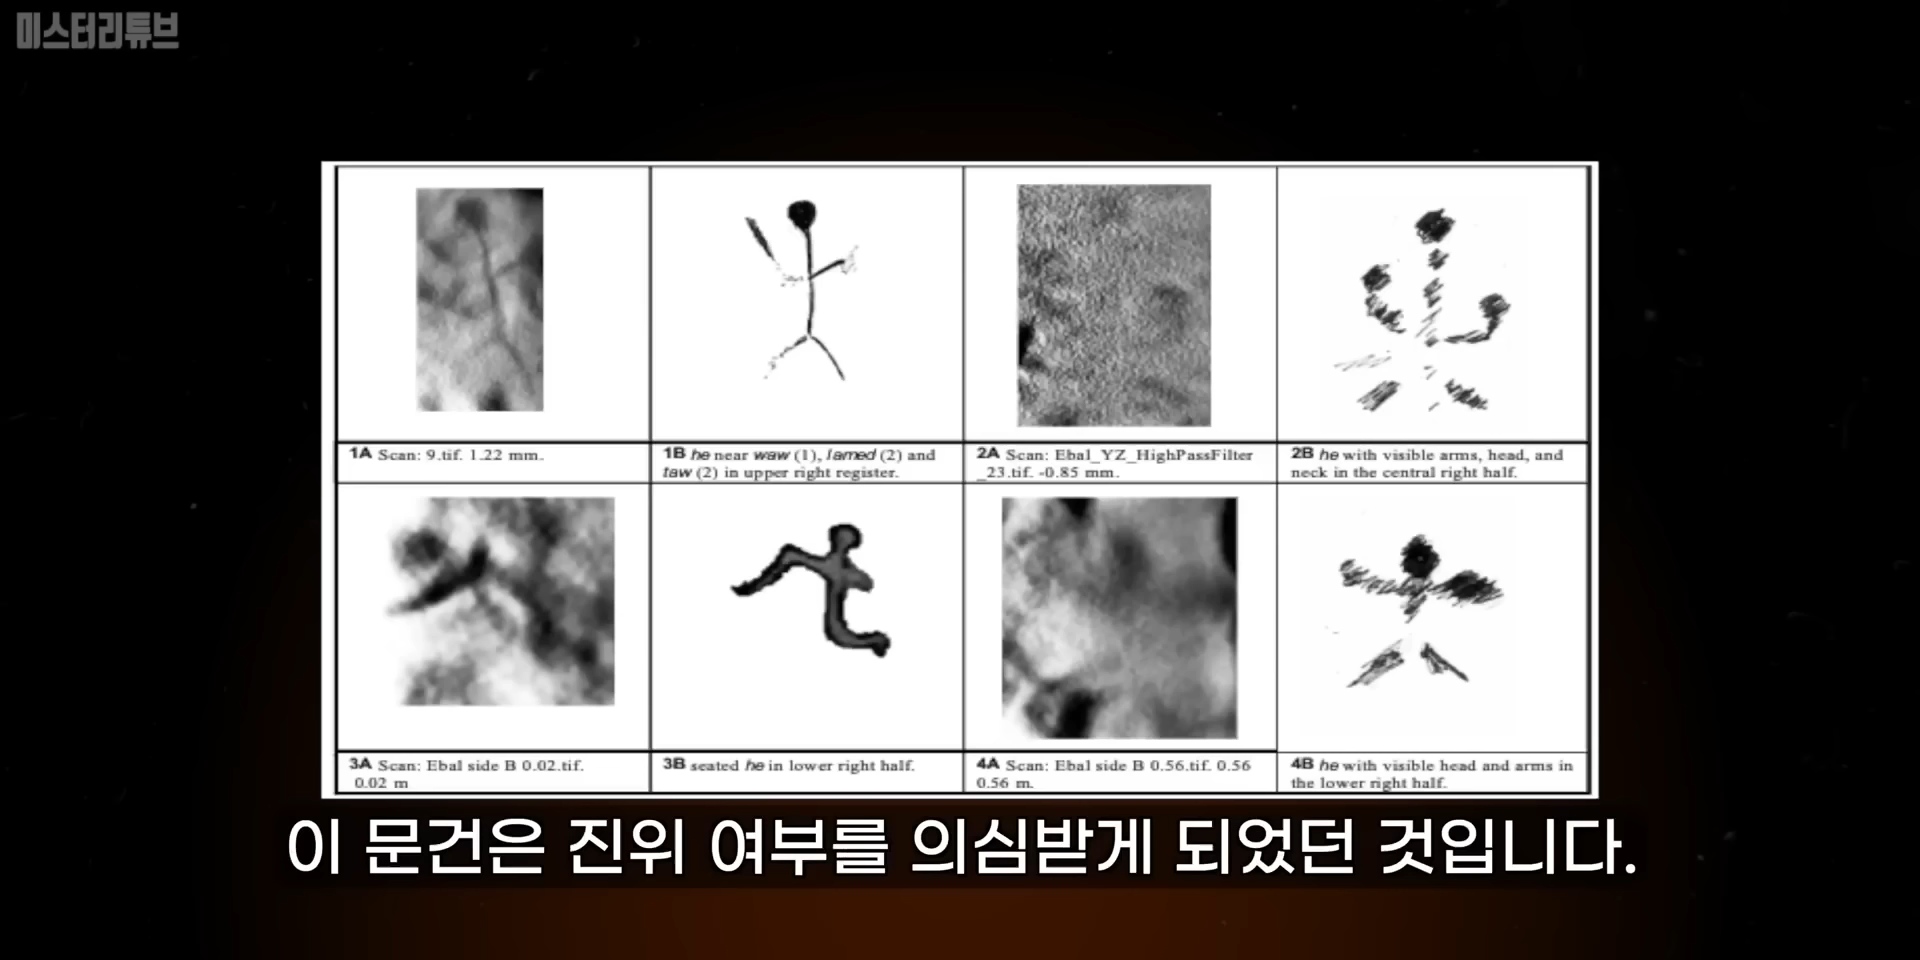 미스터리튜브
1A Scan: 9.tif. 1.22 mm.
1B he near waw (1), lamed (2) and
taw (2) in upper right register.
2A Scan: Ebal_YZ_HighPassFilter
_23.tif. -0.85 mm.
2B he with visible arms, head, and
neck in the central right half.
3A Scan: Ebal side B 0.02.tif.
0.02 m
3B seated he in lower right half.
4A Scan: Ebal side B 0.56.tif. 0.56
0.56 m.
4B he with visible head and arms in
the lower right half.
이 문건은 진위 여부를 의심받게 되었던 것입니다.